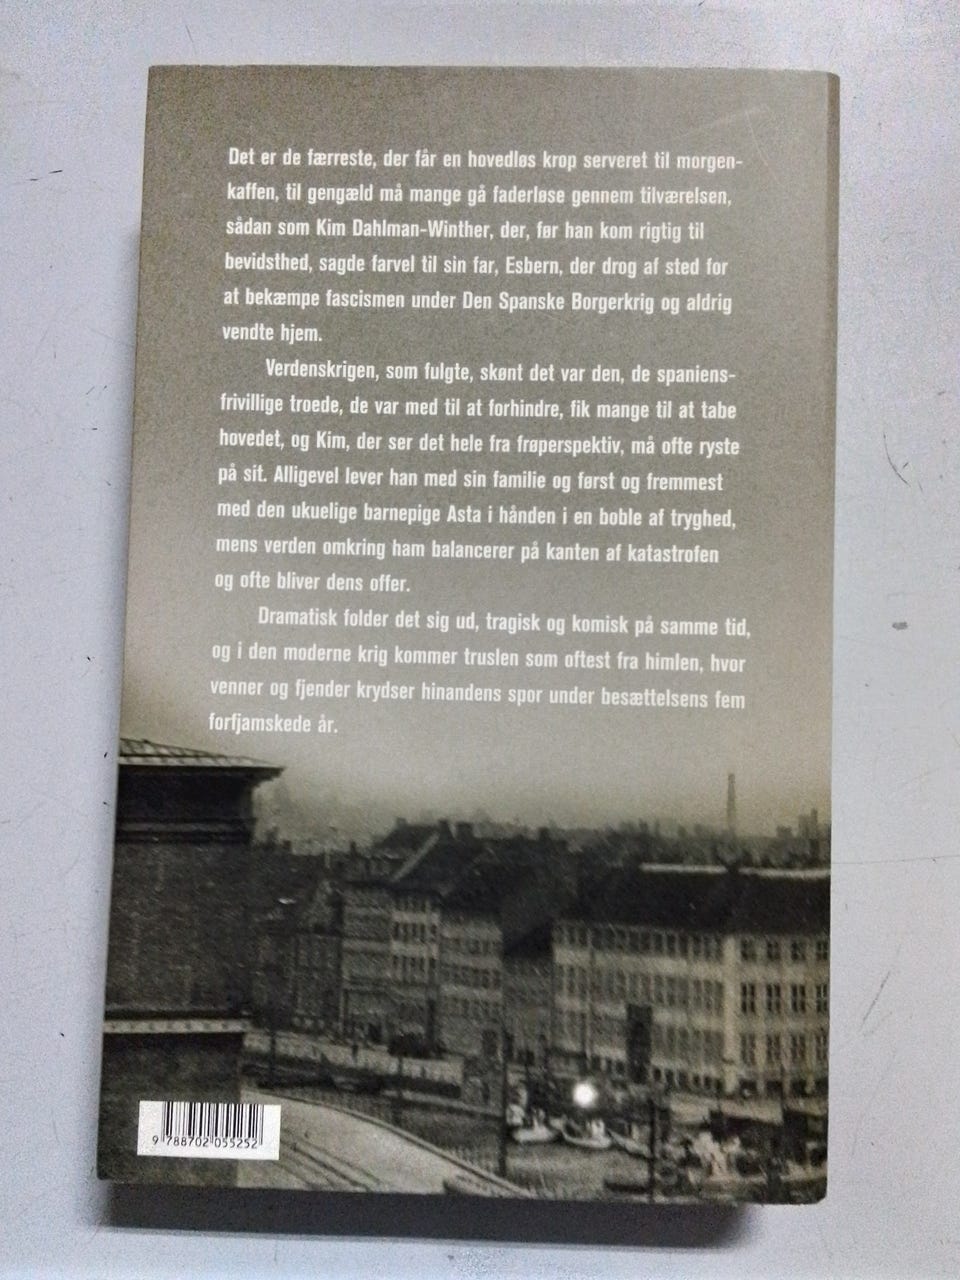 Det er de færreste, der får en hovedløs krop serveret til morgen-
kaffen, til gengæld må mange gå faderløse gennem tilværelsen,
sådan som Kim Dahlman-Winther, der, før han kom rigtig til
bevidsthed, sagde farvel til sin far, Esbern, der drog af sted for
at bekæmpe fascismen under Den Spanske Borgerkrig og aldrig
vendte hjem.
Verdenskrigen, som fulgte, skønt det var den, de spaniens-
frivillige troede, de var med til at forhindre, fik mange til at tabe
hovedet, og Kim, der ser det hele fra frøperspektiv, må ofte ryste
på sit. Alligevel lever han med sin familie og først og fremmest
med den ukuelige barnepige Asta i hånden i en boble af tryghed,
mens verden omkring ham balancerer på kanten af katastrofen
og ofte bliver dens offer.
Dramatisk folder det sig ud, tragisk og komisk på samme tid,
og i den moderne krig kommer truslen som oftest fra himlen, hvor
venner og fjender krydser hinandens spor under besættelsens fem
forfjamskede år.
9 788702 055252